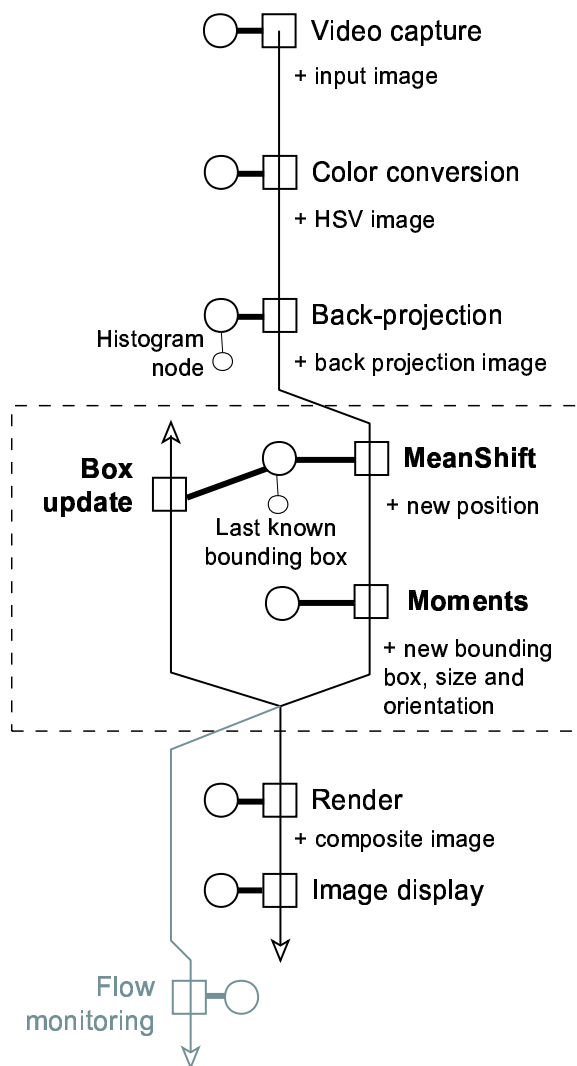 Video capture
+ input image
Color conversion
+ HSV image
Back-projection
Histogram
node
+ back projection image
Box
update
MeanShift
+ new position
Last known
bounding box
Moments
+ new bounding
box, size and
orientation
Render
+ composite image
Image display
Flow
monitoring